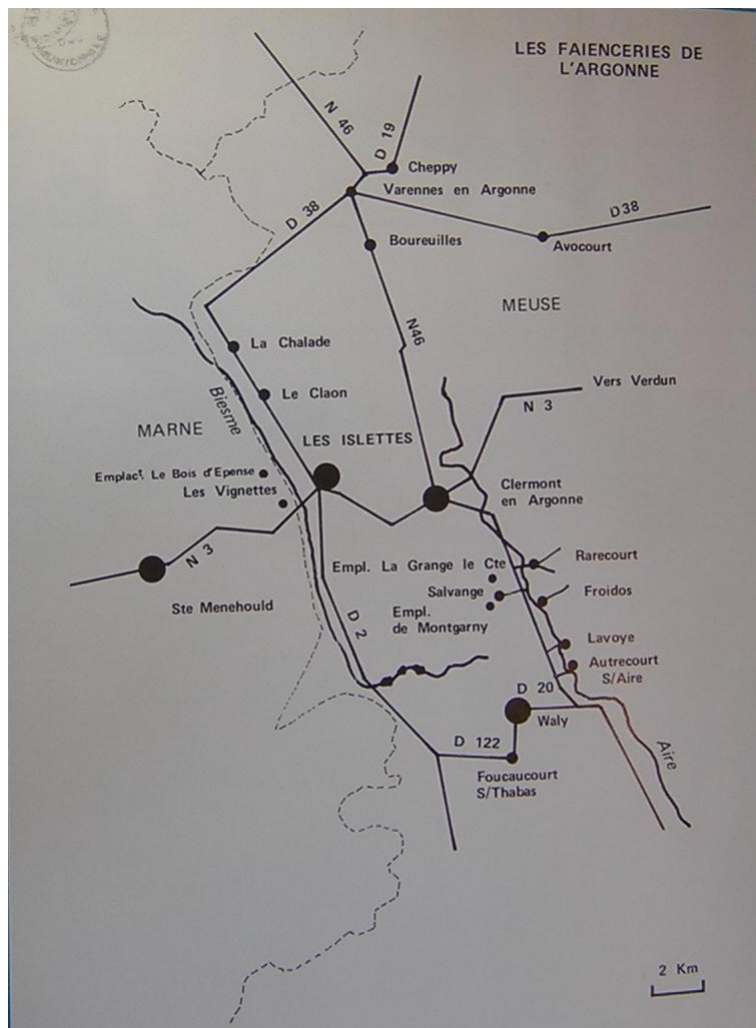 LES FAIENCERIES DE
L'ARGONNE
N 46
D 19
Cheppy
Varennes en Argonne
D 38
D38
Boureuilles
Avocourt
MEUSE
N46
La Chalade
Vers Verdun
Le Claon
N 3
Biesme
MARNE
LES ISLETTES
Emplact. Le Bois d'Epense
Les Vignettes
Clermont
en Argonne
N 3
Empl. La Grange le Cte
Rarecourt
Ste Menehould
Salvange
Froidos
Empl.
de Montgarny
D 2
Lavoye
Autrecourt
S/Aire
D 20
Waly
D 122
Aire
Foucaucourt
S/Thabas
2 Km